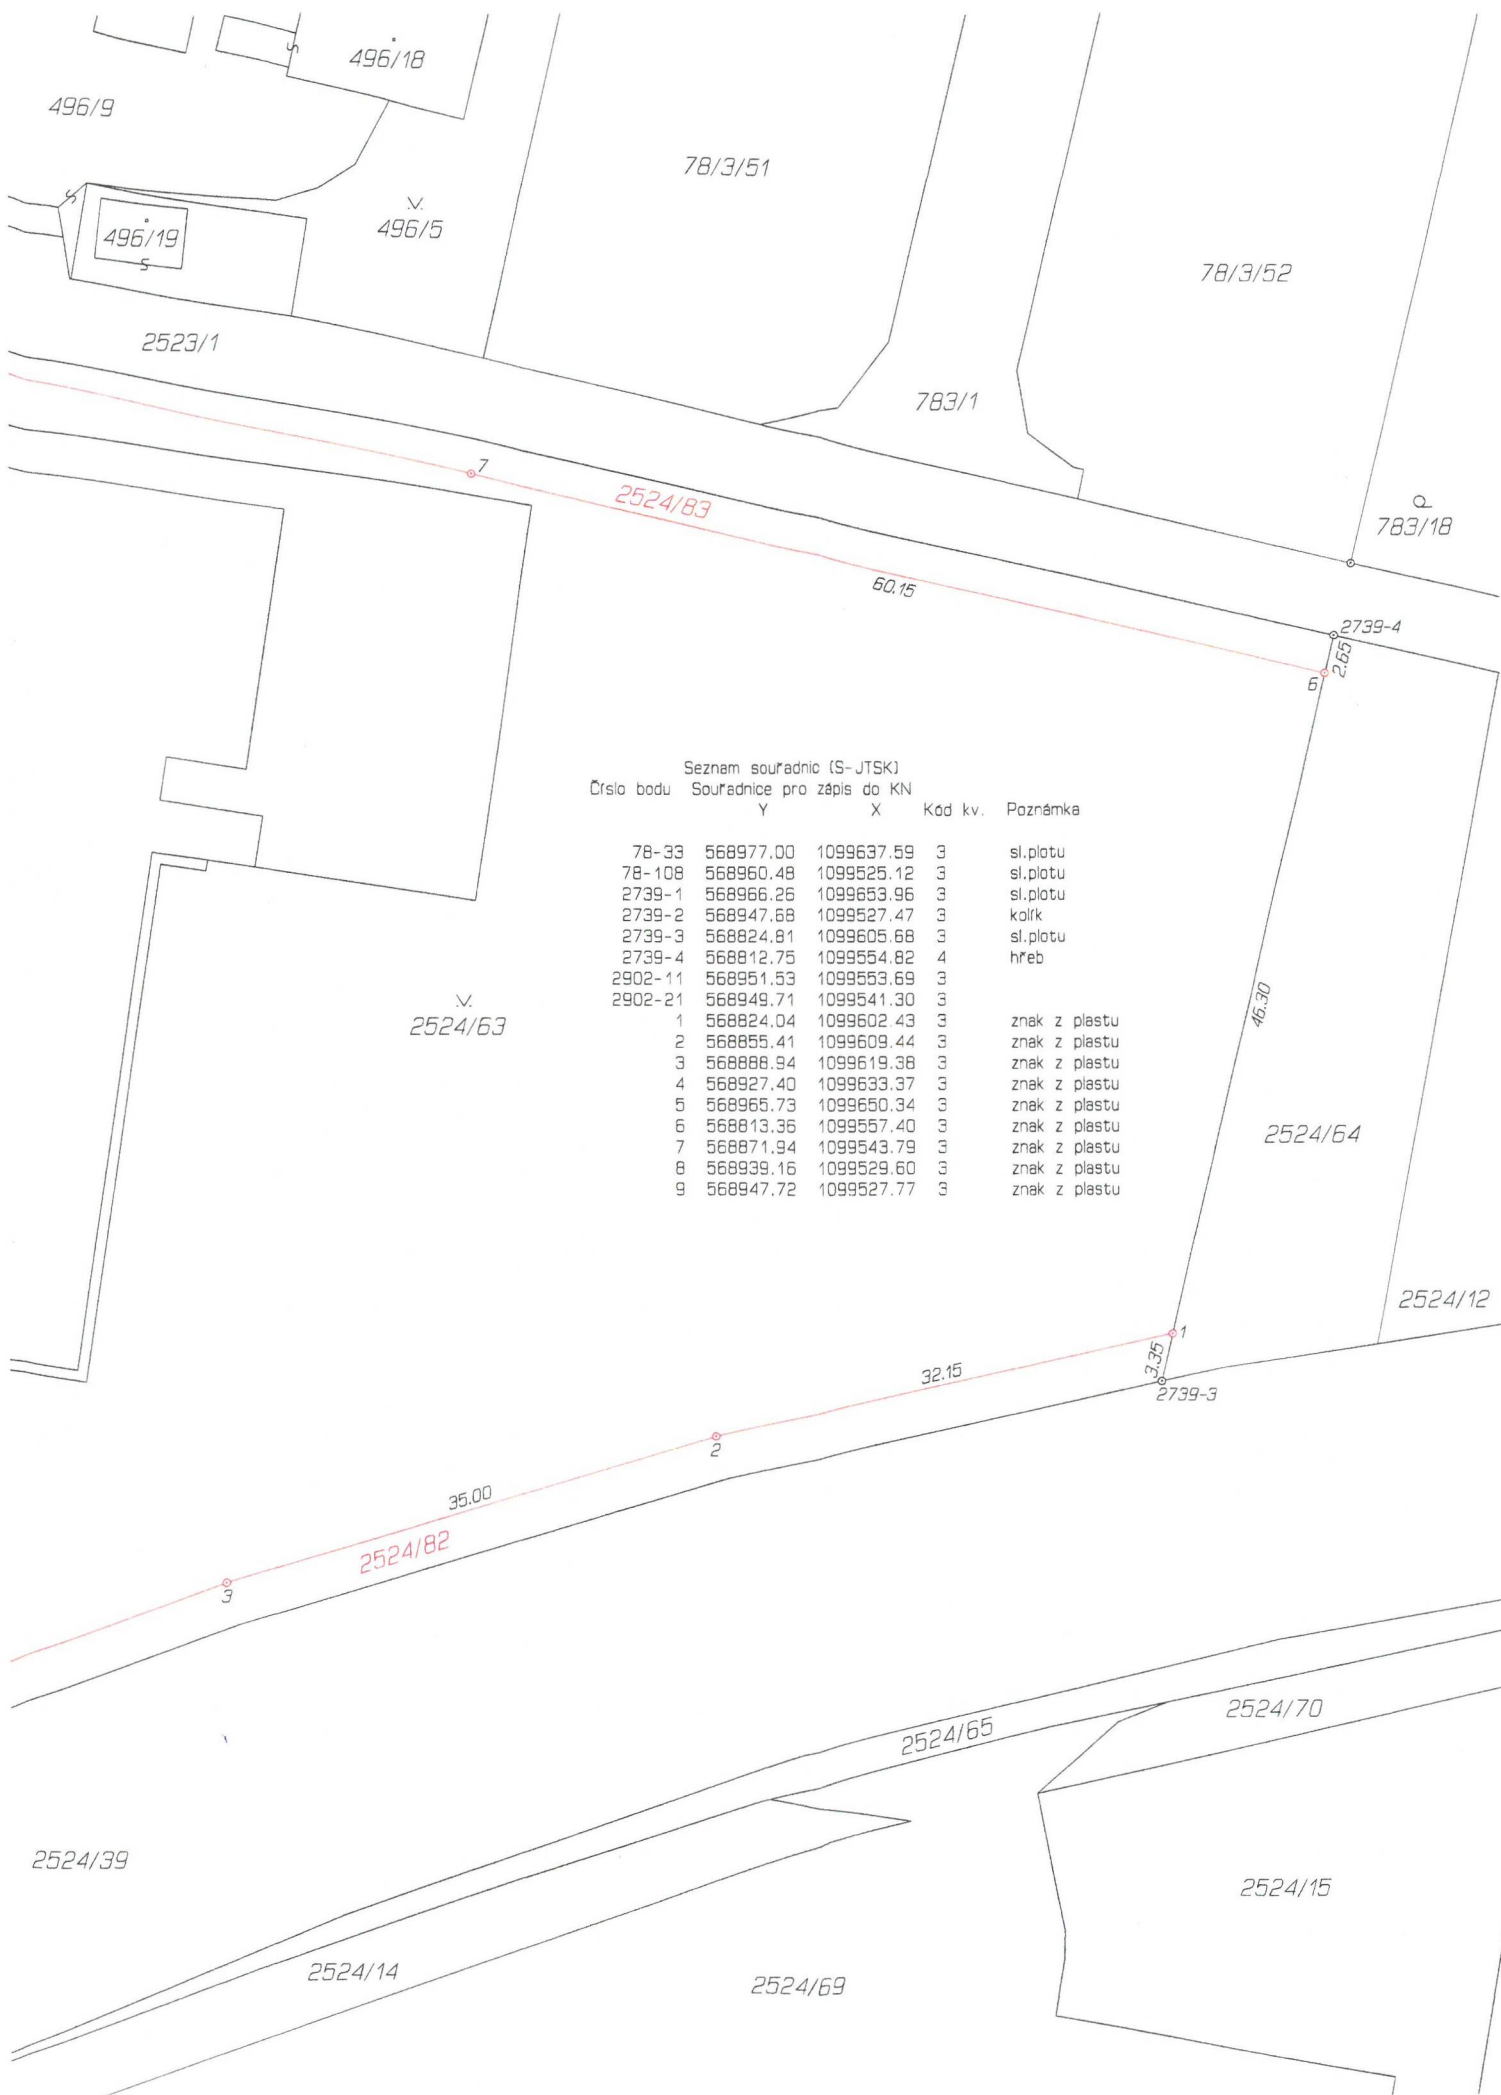 496/18
496/9
78/3/51
496/5
496/19
78/3/52
2523/1
783/1
7
2524/83
783/18
60.15
2739-4
2.65
6
Seznam souřadnic (S-JTSK)
Číslo bodu Souřadnice pro zápis do KN
Y X Kód kv. Poznámka
78-33 568977.00 1099637.59 3 sl.plotu
78-108 568960.48 1099525.12 3 sl.plotu
2739-1 568966.26 1099653.96 3 sl.plotu
2739-2 568947.68 1099527.47 3 kolík
2739-3 568824.81 1099605.68 3 sl.plotu
2739-4 568812.75 1099554.82 4 hřeb
2902-11 568951.53 1099553.69 3
2902-21 568949.71 1099541.30 3
1 568824.04 1099602.43 3 znak z plastu
2 568855.41 1099609.44 3 znak z plastu
3 568888.94 1099619.38 3 znak z plastu
4 568927.40 1099633.37 3 znak z plastu
5 568965.73 1099650.34 3 znak z plastu
6 568813.36 1099557.40 3 znak z plastu
7 568871.94 1099543.79 3 znak z plastu
8 568939.16 1099529.60 3 znak z plastu
9 568947.72 1099527.77 3 znak z plastu
46.30
2524/63
2524/64
2524/12
1
3.35
32.15
2739-3
2
35.00
2524/82
3
2524/70
2524/65
2524/39
2524/15
2524/14
2524/69